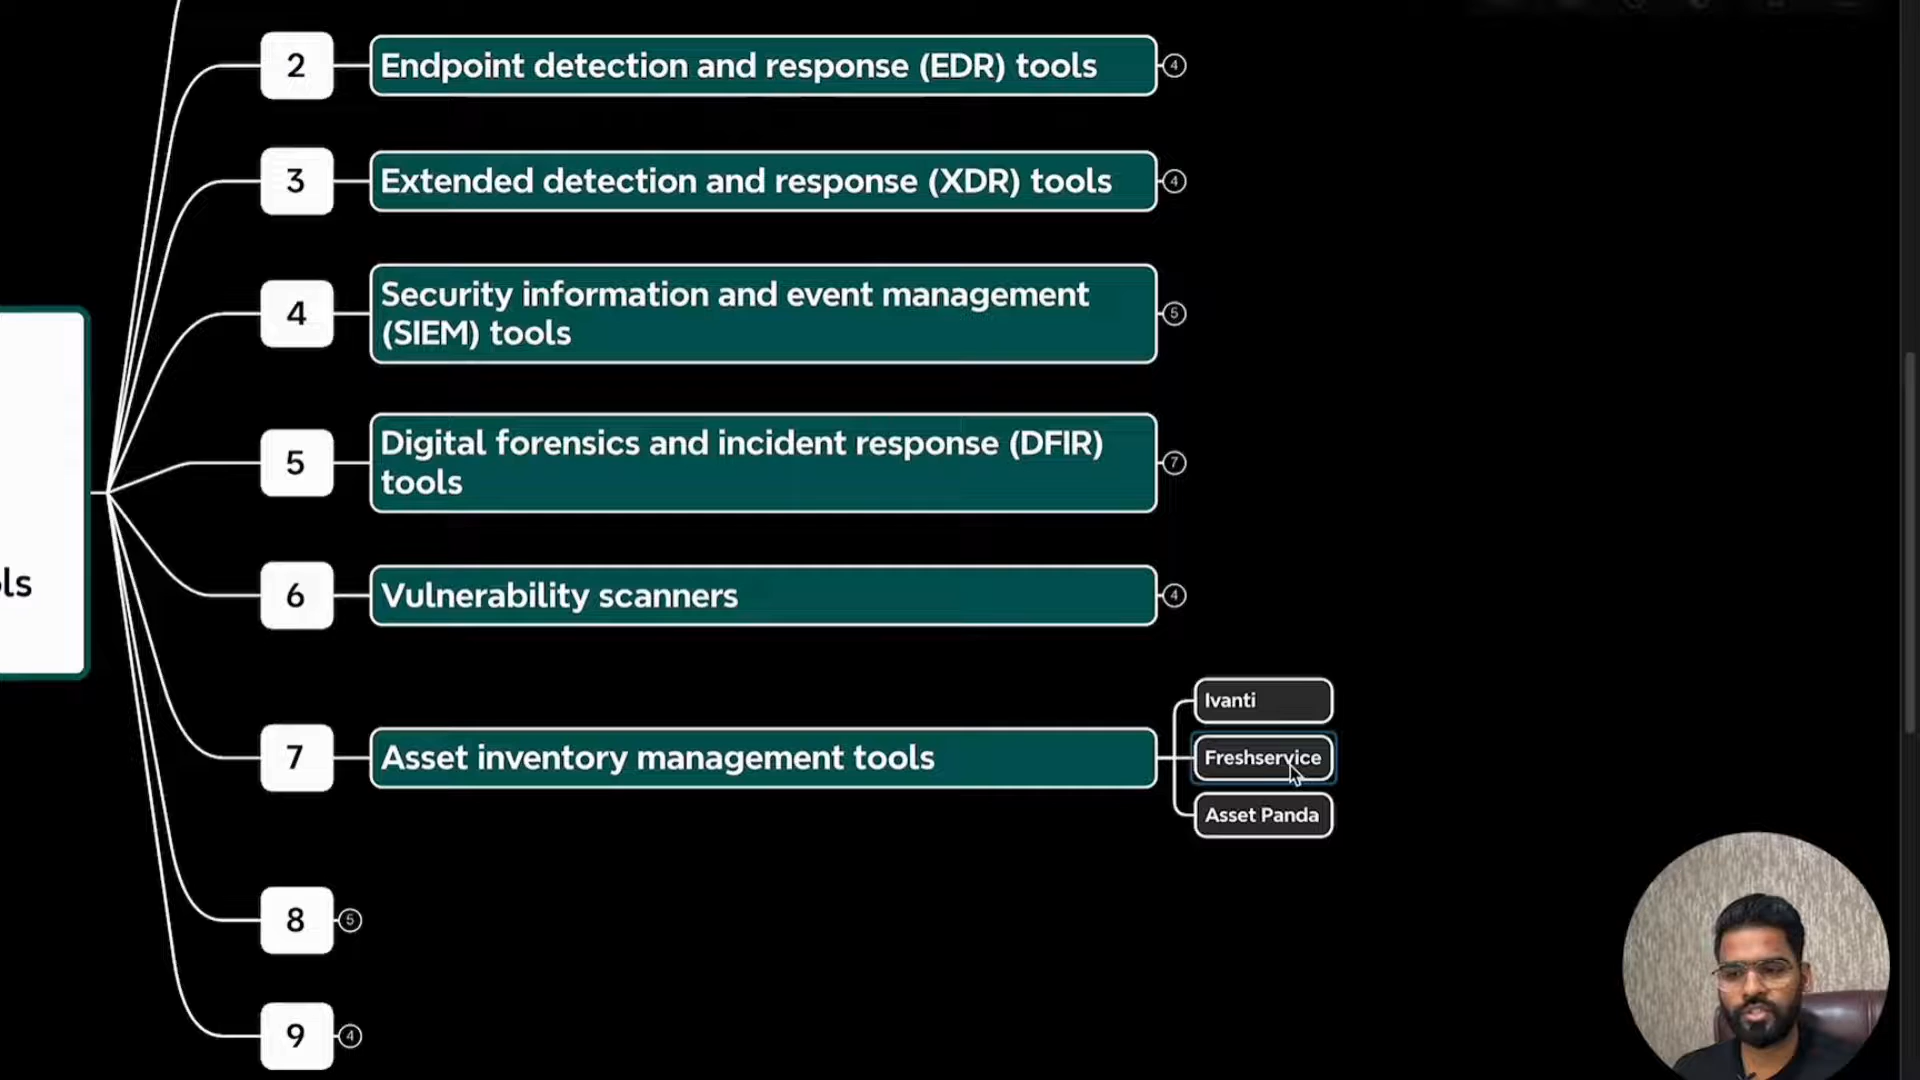 2
Endpoint detection and response (EDR) tools
4
3
Extended detection and response (XDR) tools
4
4
Security information and event management
(SIEM) tools
5
5
Digital forensics and incident response (DFIR)
tools
7
ls
6
Vulnerability scanners
4
Ivanti
7
Asset inventory management tools
Freshservice
Asset Panda
8
5
9
4